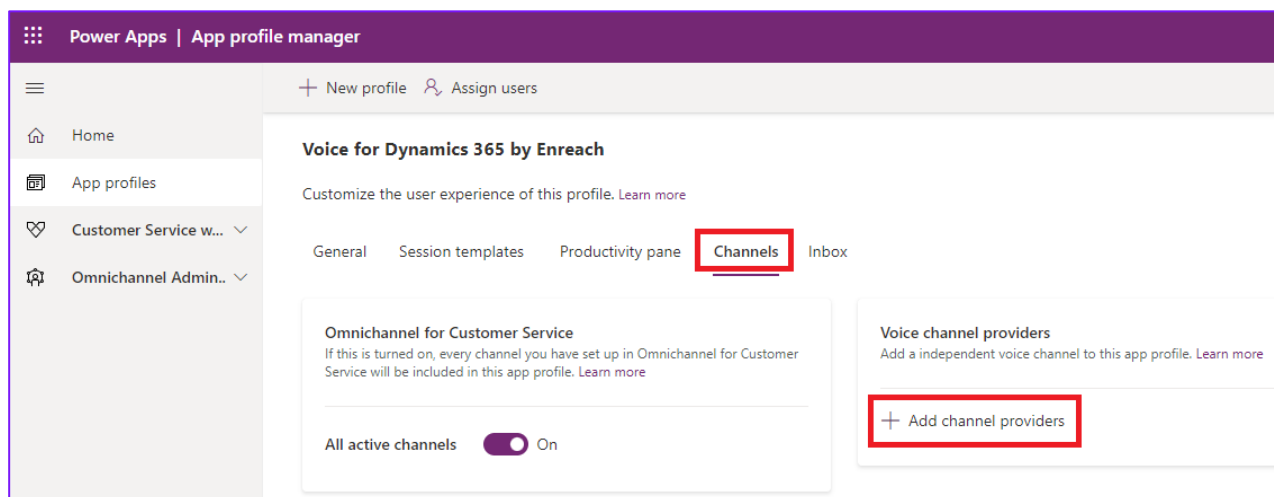 Power Apps | App profile manager
New profile Assign users
Home
App profiles
Customer Service w...
Omnichannel Admin..
Voice for Dynamics 365 by Enreach
Customize the user experience of this profile. Learn more
General Session templates Productivity pane Channels Inbox
Omnichannel for Customer Service
If this is turned on, every channel you have set up in Omnichannel for Customer
Service will be included in this app profile. Learn more
All active channels On
Voice channel providers
Add a independent voice channel to this app profile. Learn more
Add channel providers